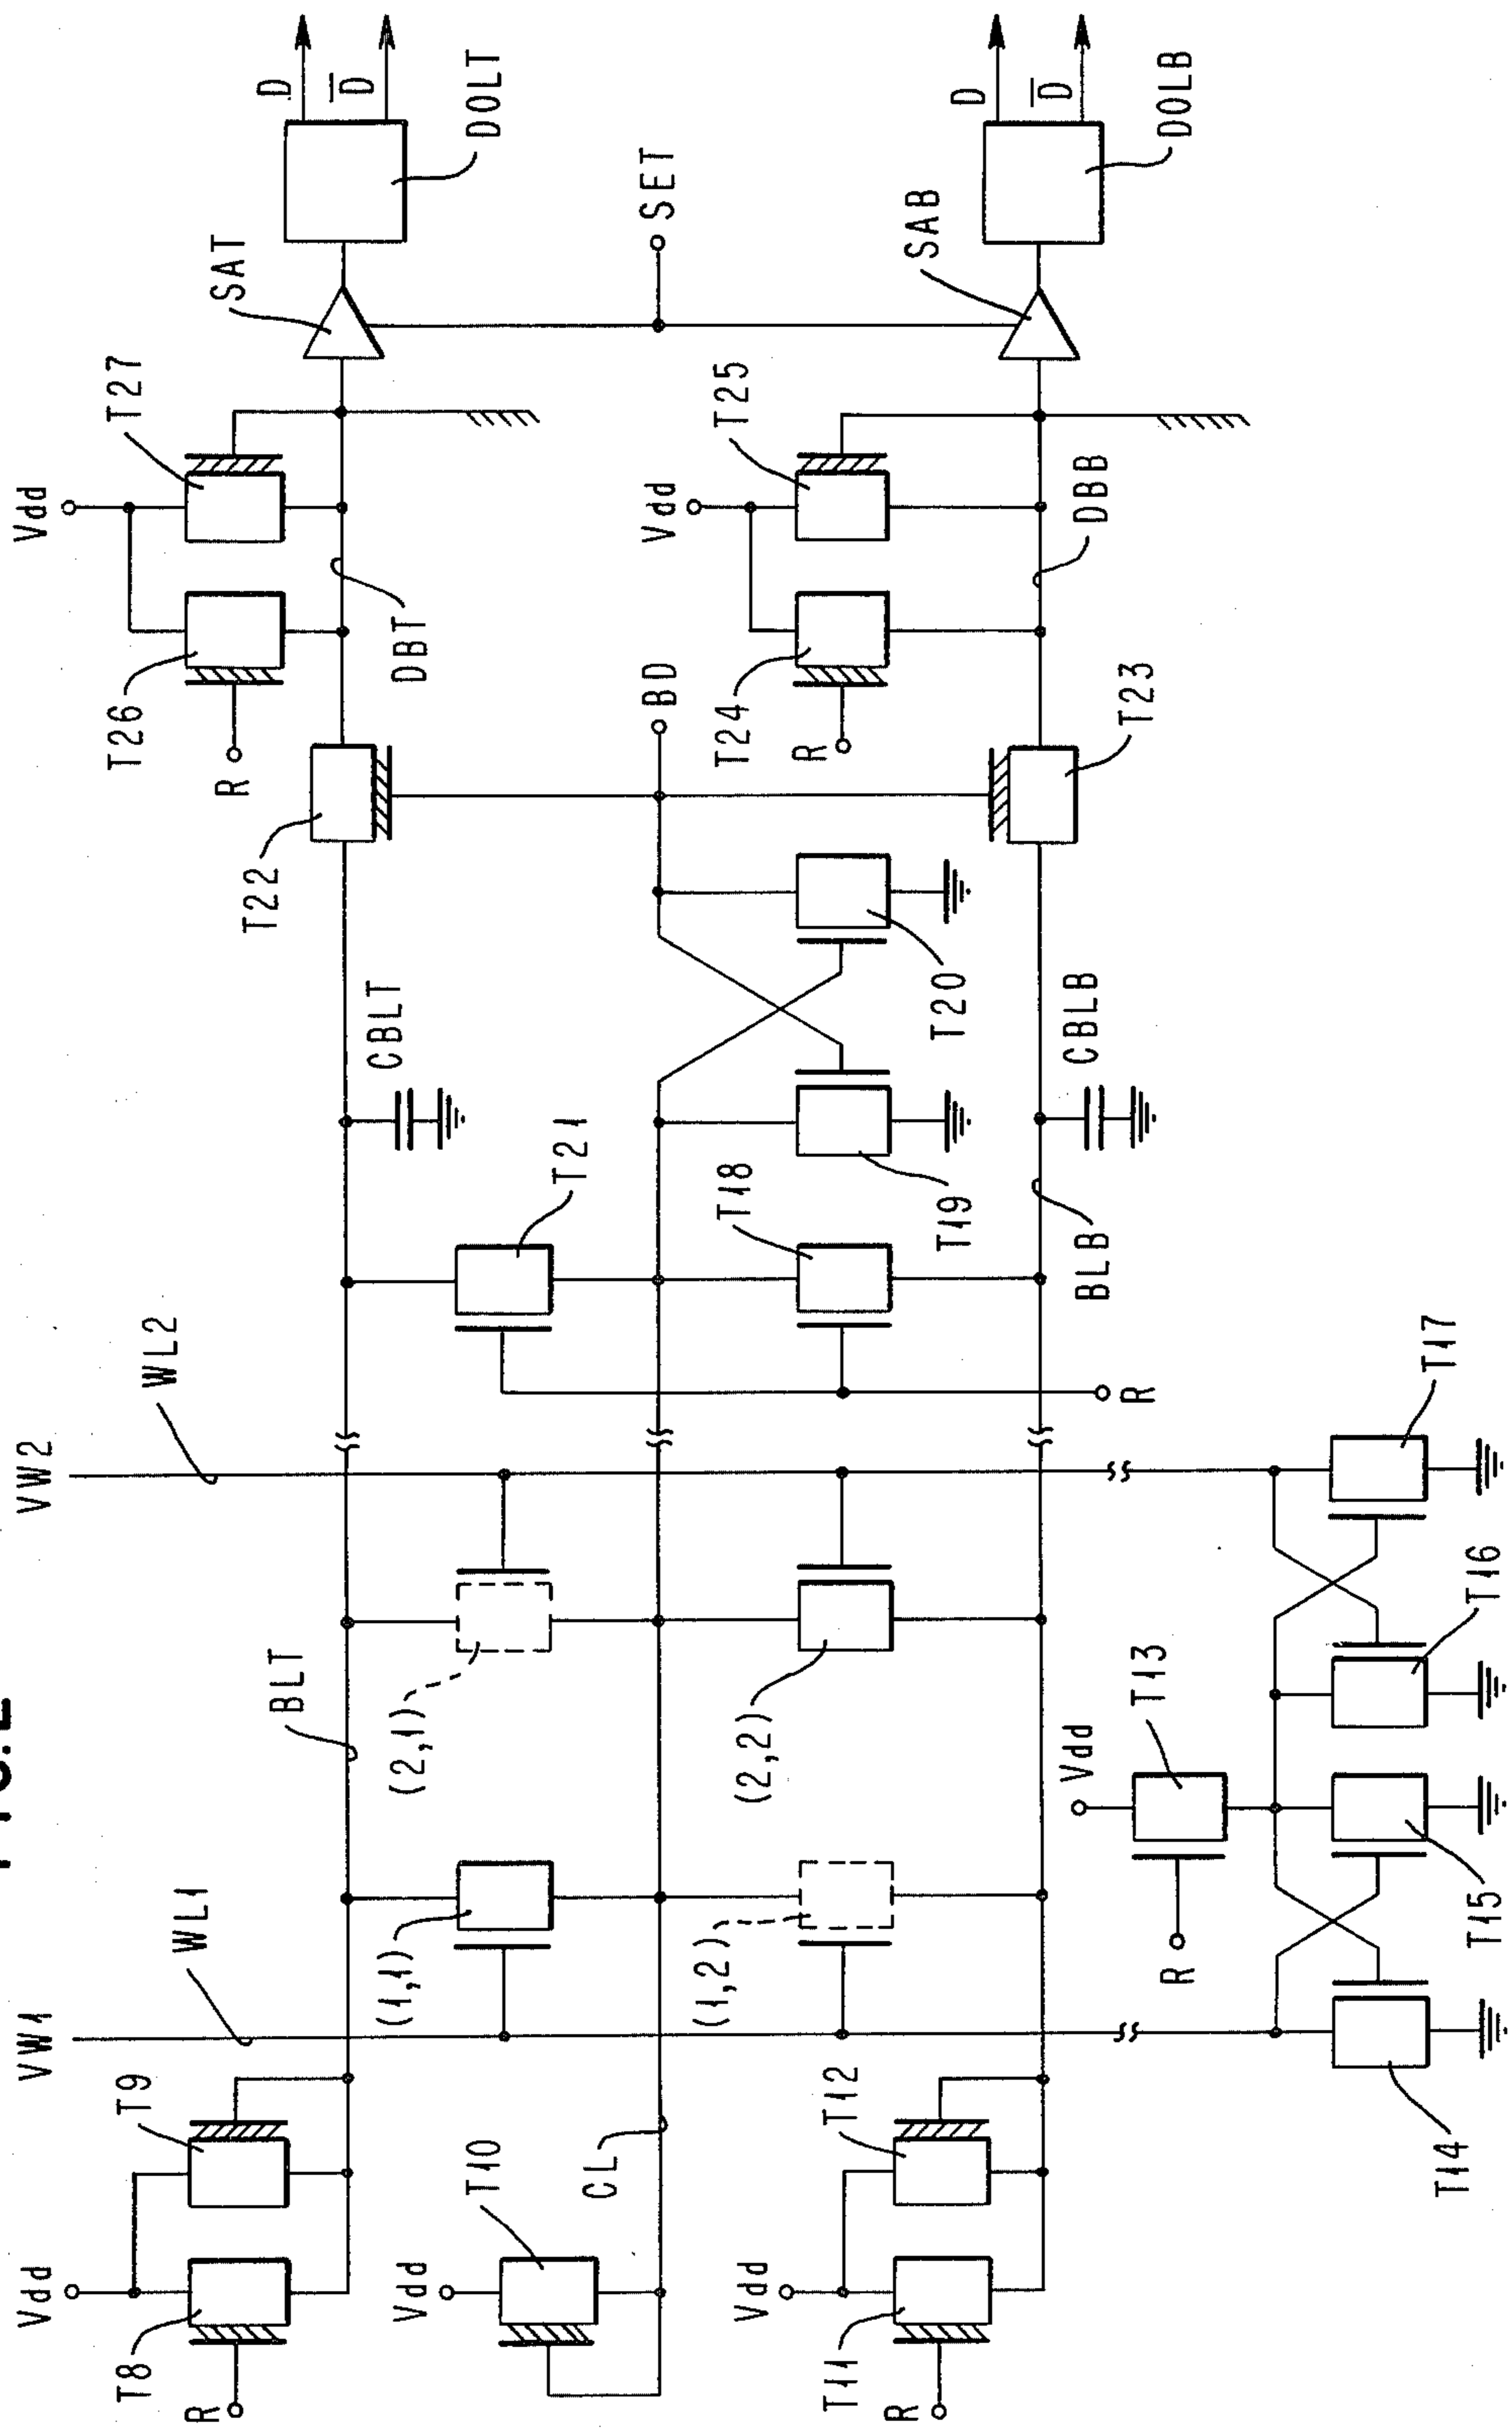 Vdd
VW1
VW2
Vdd
T8
T9
WL1
WL2
T26
T27
R
R
SAT
D
BLT
T22
D̄
CBLT
DBT
(1,1)
(2,1)
Vdd
T10
DOLT
T21
CL
BD
SET
Vdd
(1,2)
(2,2)
T18
T24
Vdd
T25
R
T11
T12
R
T19
T20
SAB
D
BLB
CBLB
DBB
D̄
Vdd
R
T23
DOLB
R
T13
T14
T15
T16
T17